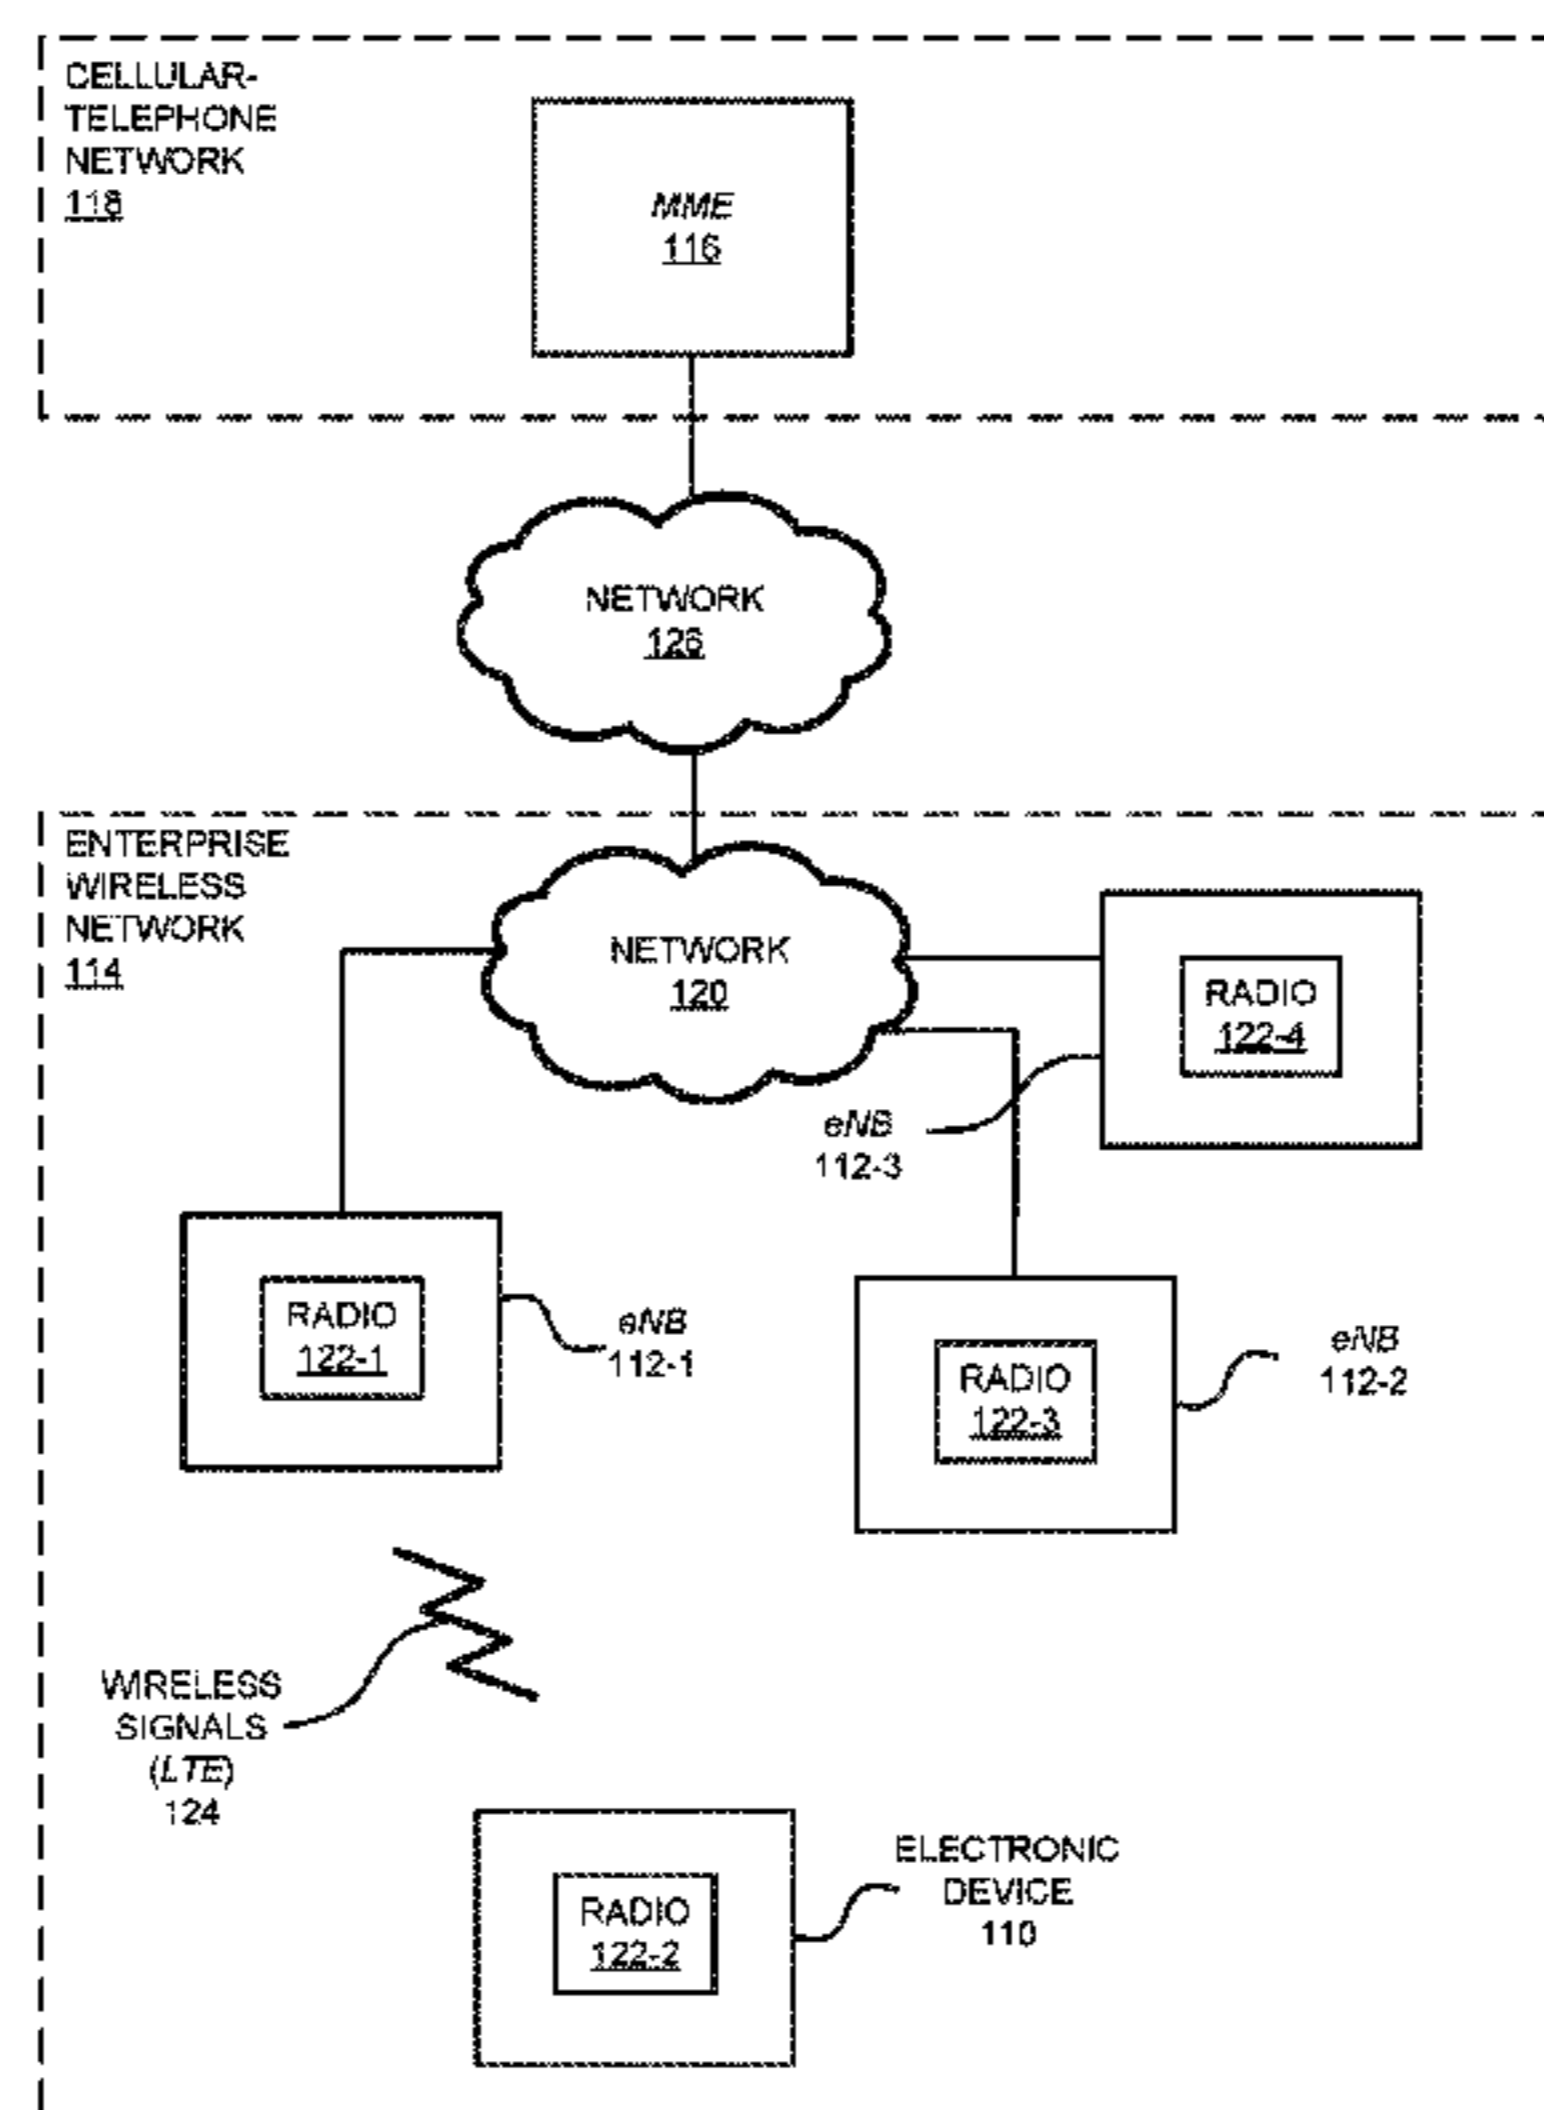 CELLULAR-
TELEPHONE
NETWORK
118
MME
116
NETWORK
126
ENTERPRISE
WIRELESS
NETWORK
114
NETWORK
120
RADIO
122-4
eNB
112-3
RADIO
122-1
eNB
112-1
RADIO
122-3
eNB
112-2
WIRELESS
SIGNALS
(LTE)
124
RADIO
122-2
ELECTRONIC
DEVICE
110